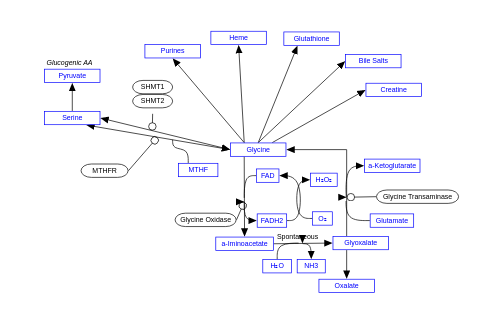 Heme
Glutathione
Purines
Glucogenic AA
Bile Salts
Pyruvate
SHMT1
Creatine
SHMT2
Serine
Glycine
MTHFR
MTHF
a-Ketoglutarate
FAD
H₂O₂
Glycine Transaminase
Glycine Oxidase
FADH2
O₂
Glutamate
a-Iminoacetate
Spontaneous
Glyoxalate
H₂O
NH3
Oxalate